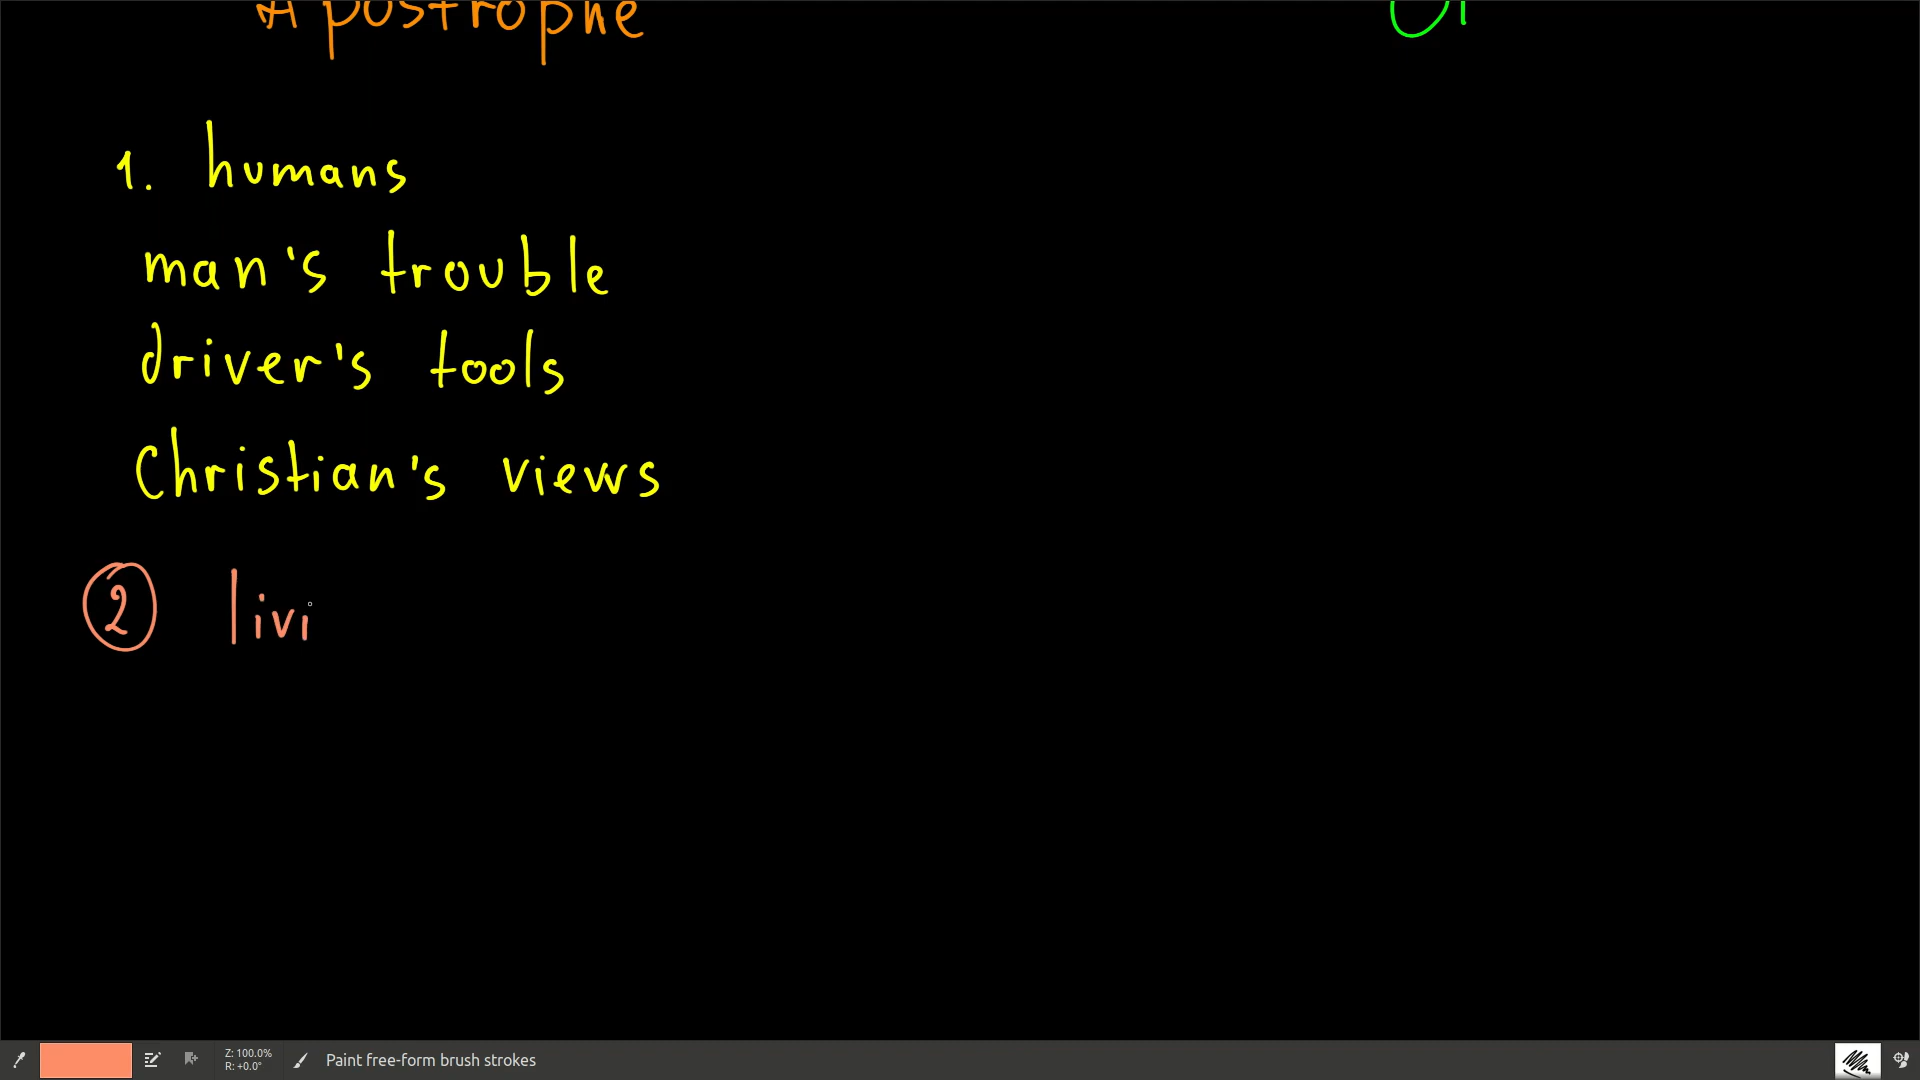 Apostrophe
1. humans
man's trouble
driver's tools
Christian's views
2 livi
Z: 100.0%
R: +0.0°
Paint free-form brush strokes